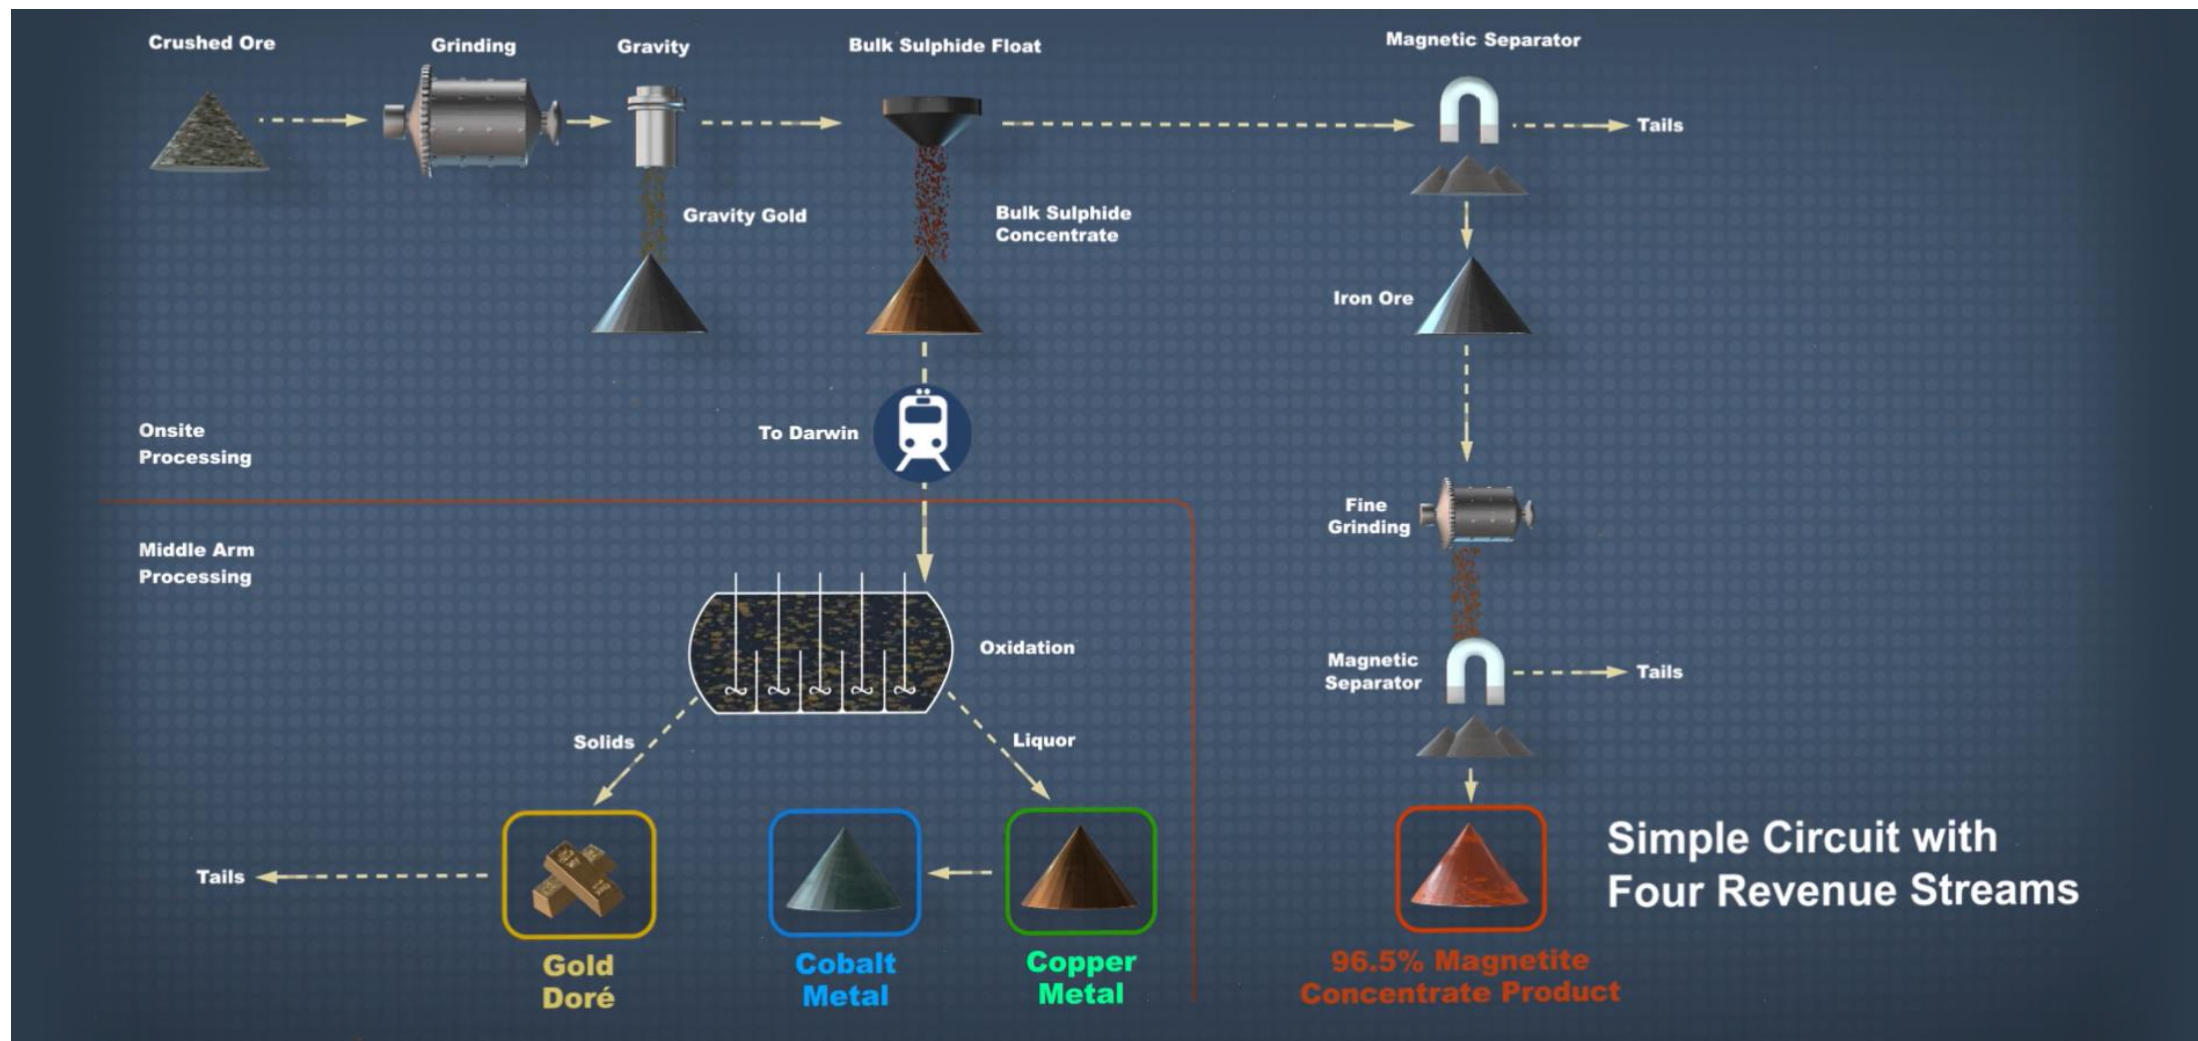 Crushed Ore
Grinding
Gravity
Bulk Sulphide Float
Magnetic Separator
Tails
Gravity Gold
Bulk Sulphide
Concentrate
Iron Ore
To Darwin
Onsite
Processing
Fine
Grinding
Middle Arm
Processing
Oxidation
Magnetic
Separator
Tails
Solids
Liquor
Tails
Simple Circuit with
Four Revenue Streams
Gold
Doré
Cobalt
Metal
Copper
Metal
96.5% Magnetite
Concentrate Product